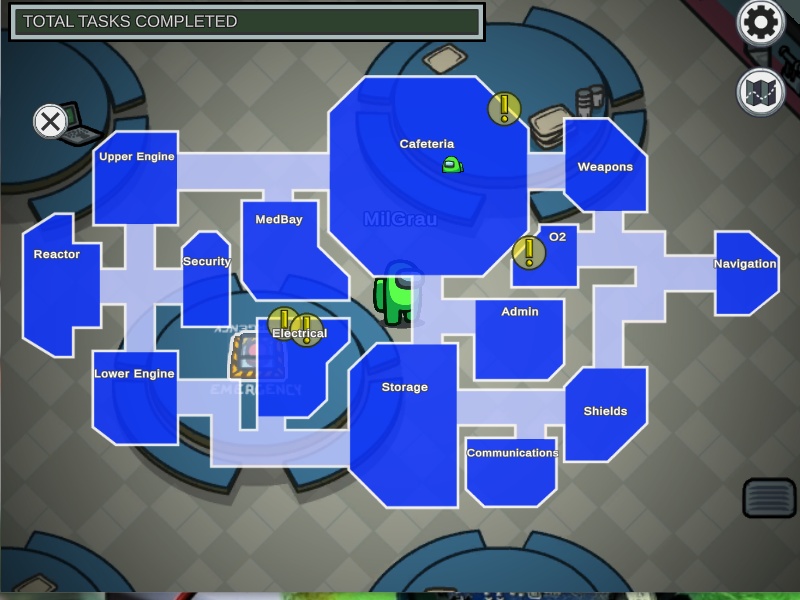 TOTAL TASKS COMPLETED
Cafeteria
Upper Engine
Weapons
MilGrau
MedBay
O2
Reactor
Security
Navigation
Admin
Electrical
Lower Engine
EMERGENCY
Storage
Shields
Communications